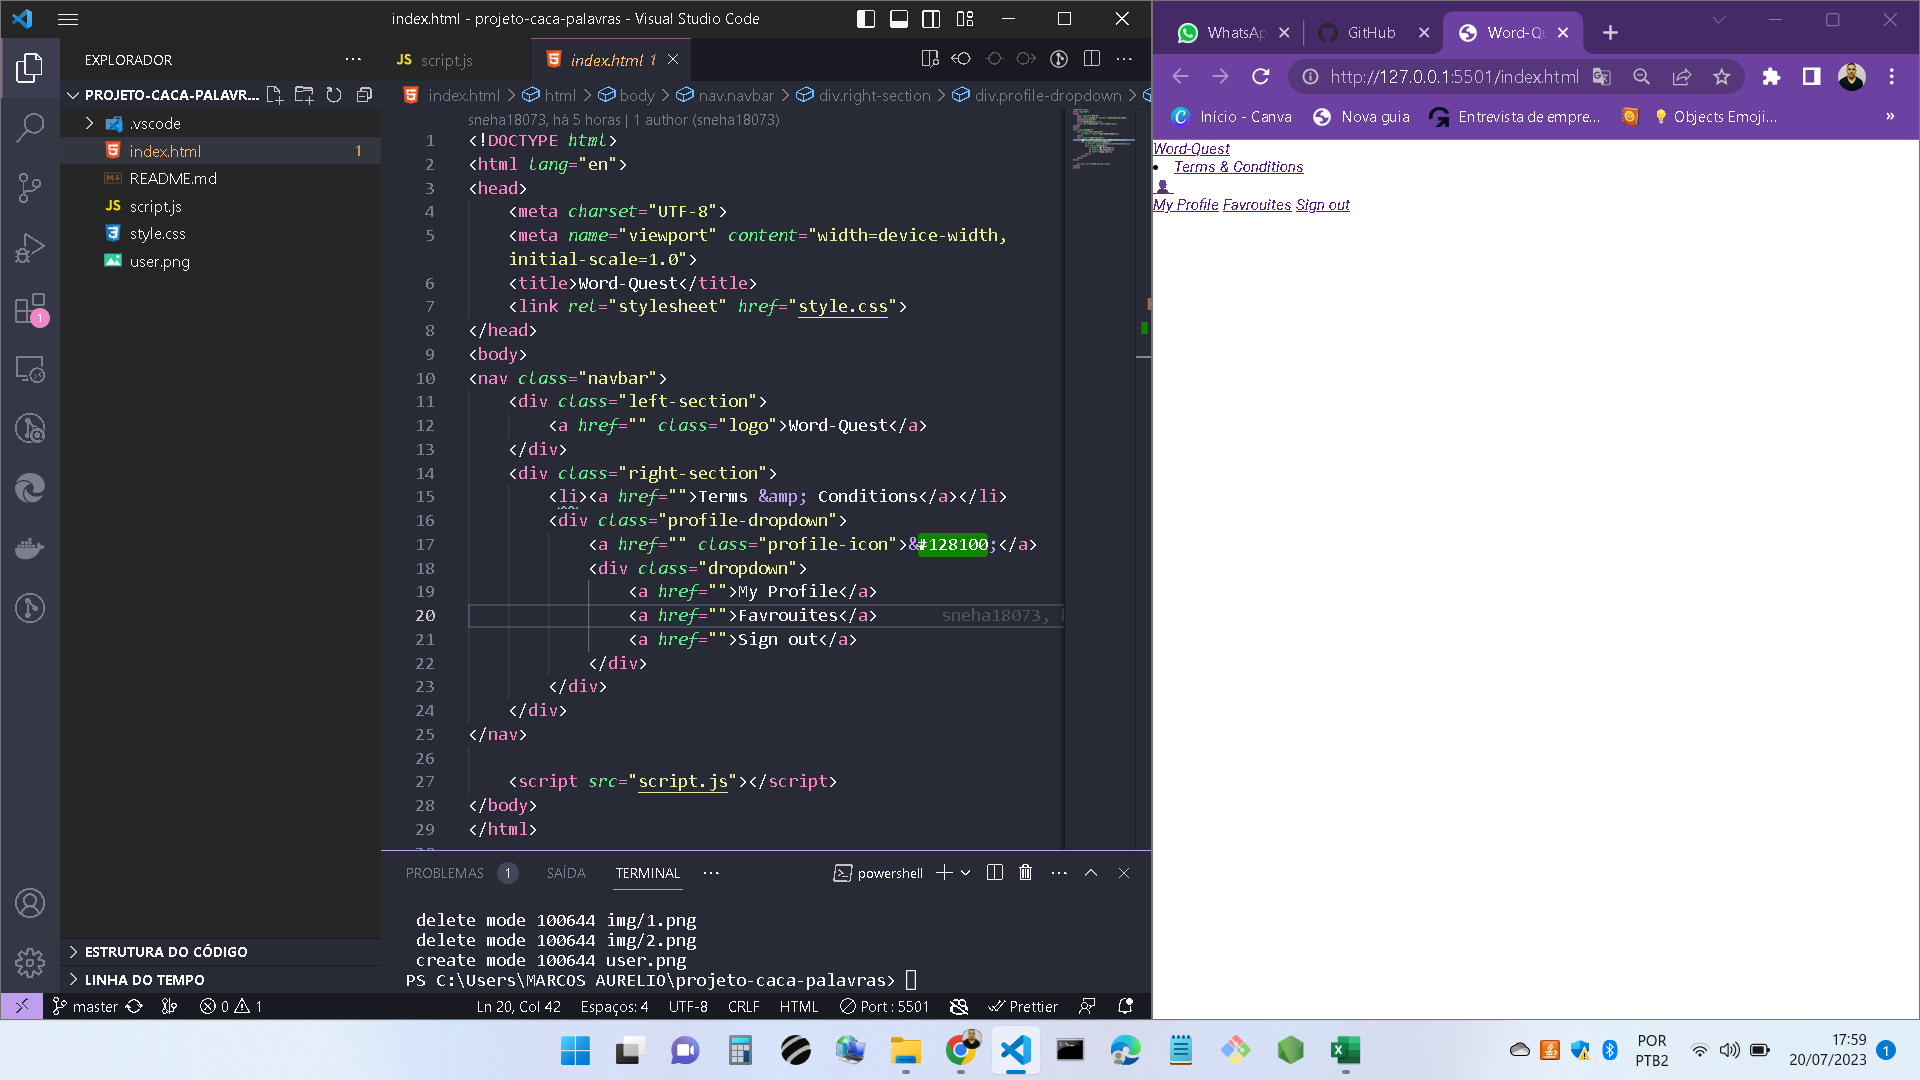 index.html - projeto-caca-palavras - Visual Studio Code
EXPLORADOR
PROJETO-CACA-PALAVR...
.vscode
index.html 1
README.md
script.js
style.css
user.png
ESTRUTURA DO CÓDIGO
LINHA DO TEMPO
1
JS script.js
index.html 1
index.html > html > body > nav.navbar > div.right-section > div.profile-dropdown >
sneha18073, há 5 horas | 1 author (sneha18073)
1 <!DOCTYPE html>
2 <html lang="en">
3 <head>
4 <meta charset="UTF-8">
5 <meta name="viewport" content="width=device-width,
initial-scale=1.0">
6 <title>Word-Quest</title>
7 <link rel="stylesheet" href="style.css">
8 </head>
9 <body>
10 <nav class="navbar">
11 <div class="left-section">
12 <a href="" class="logo">Word-Quest</a>
13 </div>
14 <div class="right-section">
15 <li><a href="">Terms &amp; Conditions</a></li>
16 <div class="profile-dropdown">
17 <a href="" class="profile-icon">&#128100;</a>
18 <div class="dropdown">
19 <a href="">My Profile</a>
20 <a href="">Favrouites</a> sneha18073,
21 <a href="">Sign out</a>
22 </div>
23 </div>
24 </div>
25 </nav>
26
27 <script src="script.js"></script>
28 </body>
29 </html>
PROBLEMAS 1 SAÍDA TERMINAL ... powershell
delete mode 100644 img/1.png
delete mode 100644 img/2.png
create mode 100644 user.png
PS C:\Users\MARCOS AURELIO\projeto-caca-palavras>
master 0 1 Ln 20, Col 42 Espaços: 4 UTF-8 CRLF HTML Port : 5501 Prettier
WhatsAp GitHub Word-Qu
http://127.0.0.1:5501/index.html
Início - Canva Nova guia Entrevista de empre... Objects Emoji... »
Word-Quest
• Terms & Conditions
My Profile Favrouites Sign out
POR
PTB2
17:59
20/07/2023
1